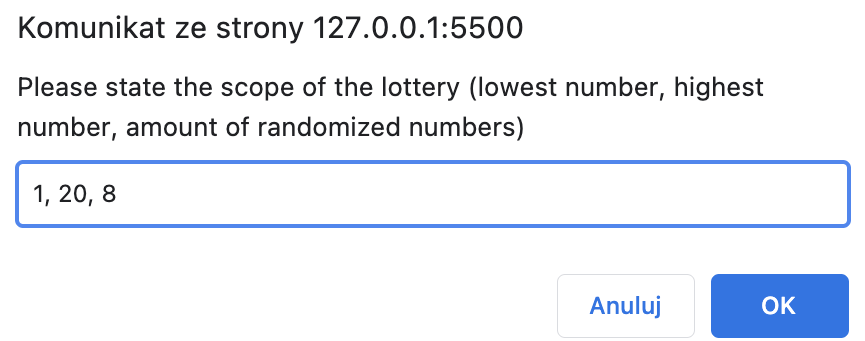 Komunikat ze strony 127.0.0.1:5500
Please state the scope of the lottery (lowest number, highest
number, amount of randomized numbers)
1, 20, 8
Anuluj
OK